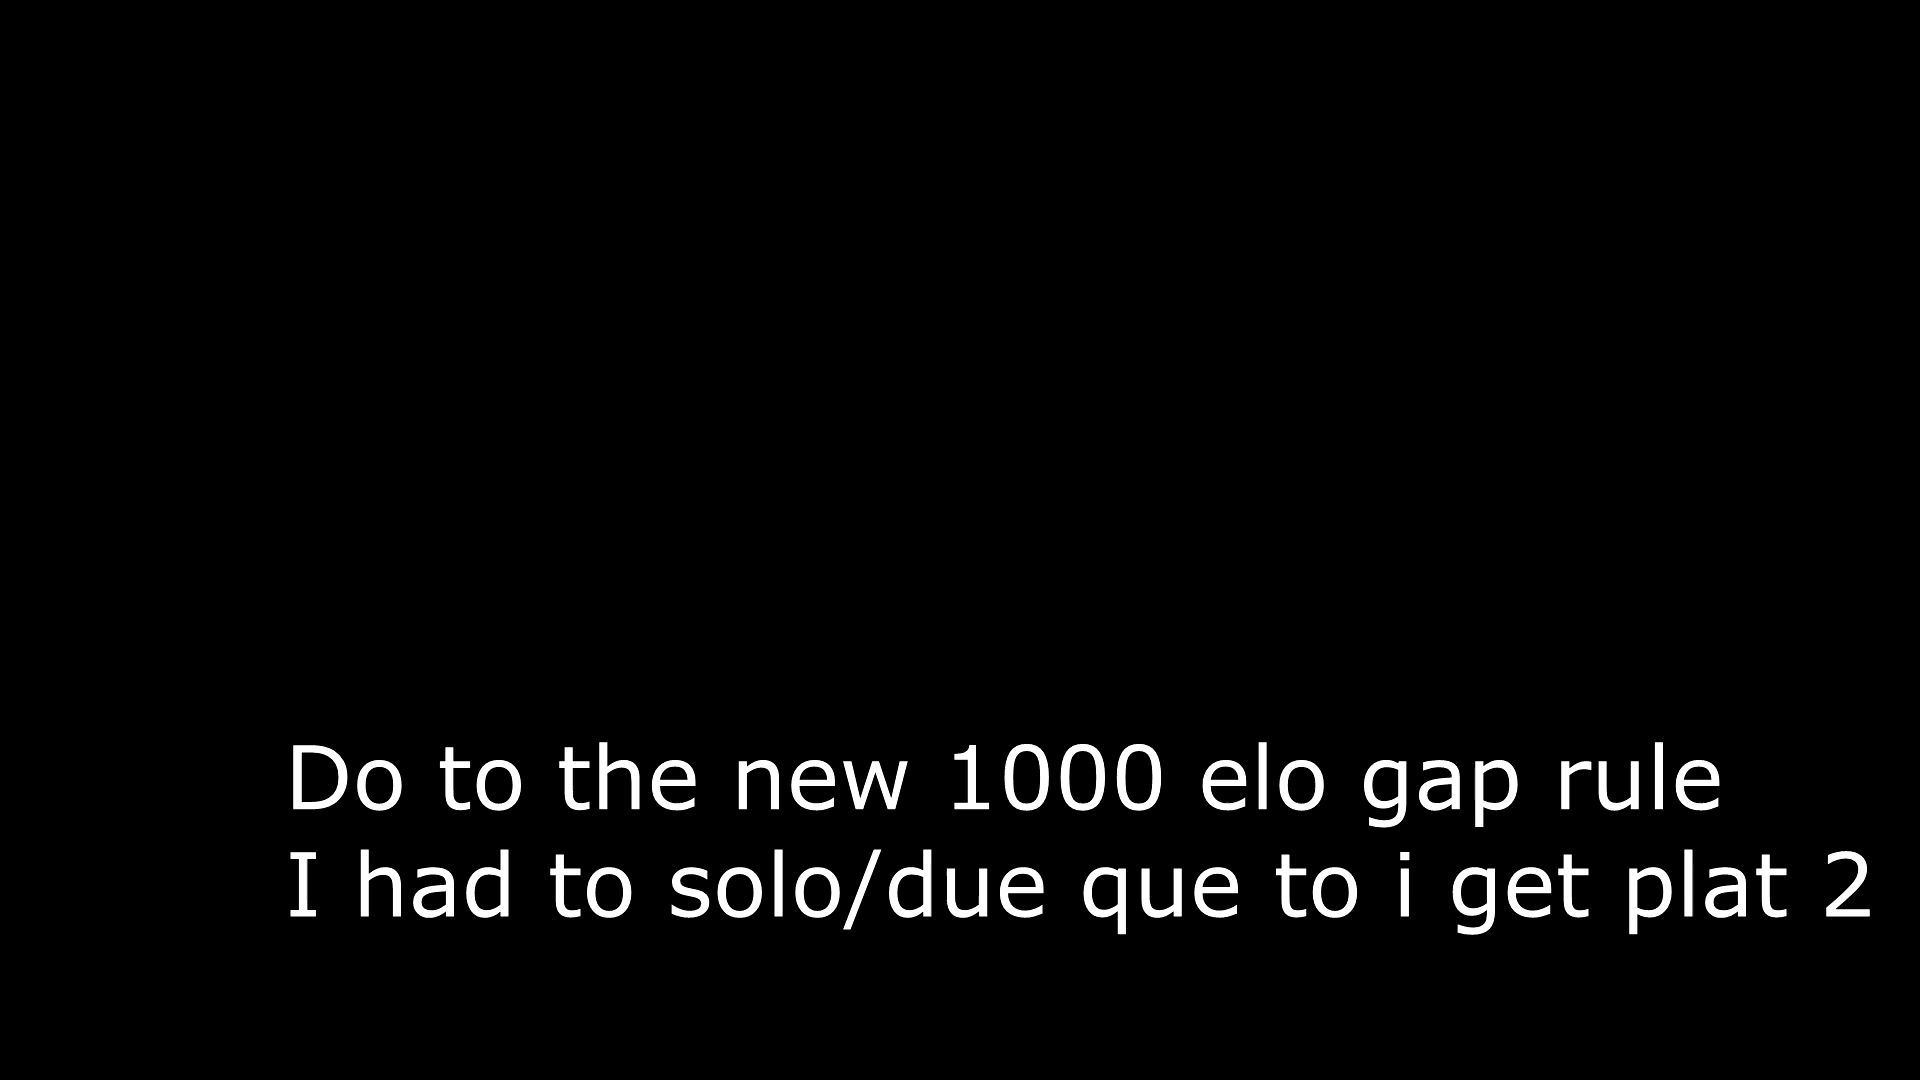 Do to the new 1000 elo gap rule
I had to solo/due que to i get plat 2